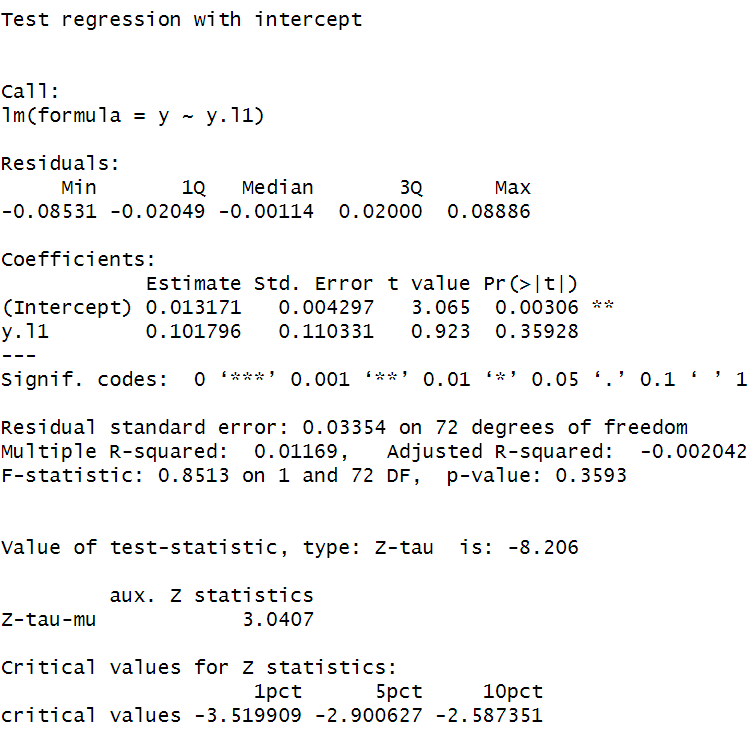 Test regression with intercept
Call:
lm(formula = y ~ y.l1)
Residuals:
Min 1Q Median 3Q Max
-0.08531 -0.02049 -0.00114 0.02000 0.08886
Coefficients:
Estimate Std. Error t value Pr(>|t|)
(Intercept) 0.013171 0.004297 3.065 0.00306 **
y.l1 0.101796 0.110331 0.923 0.35928
---
Signif. codes: 0 ‘***’ 0.001 ‘**’ 0.01 ‘*’ 0.05 ‘.’ 0.1 ‘ ’ 1
Residual standard error: 0.03354 on 72 degrees of freedom
Multiple R-squared: 0.01169, Adjusted R-squared: -0.002042
F-statistic: 0.8513 on 1 and 72 DF, p-value: 0.3593
Value of test-statistic, type: Z-tau is: -8.206
aux. Z statistics
Z-tau-mu 3.0407
Critical values for Z statistics:
1pct 5pct 10pct
critical values -3.519909 -2.900627 -2.587351